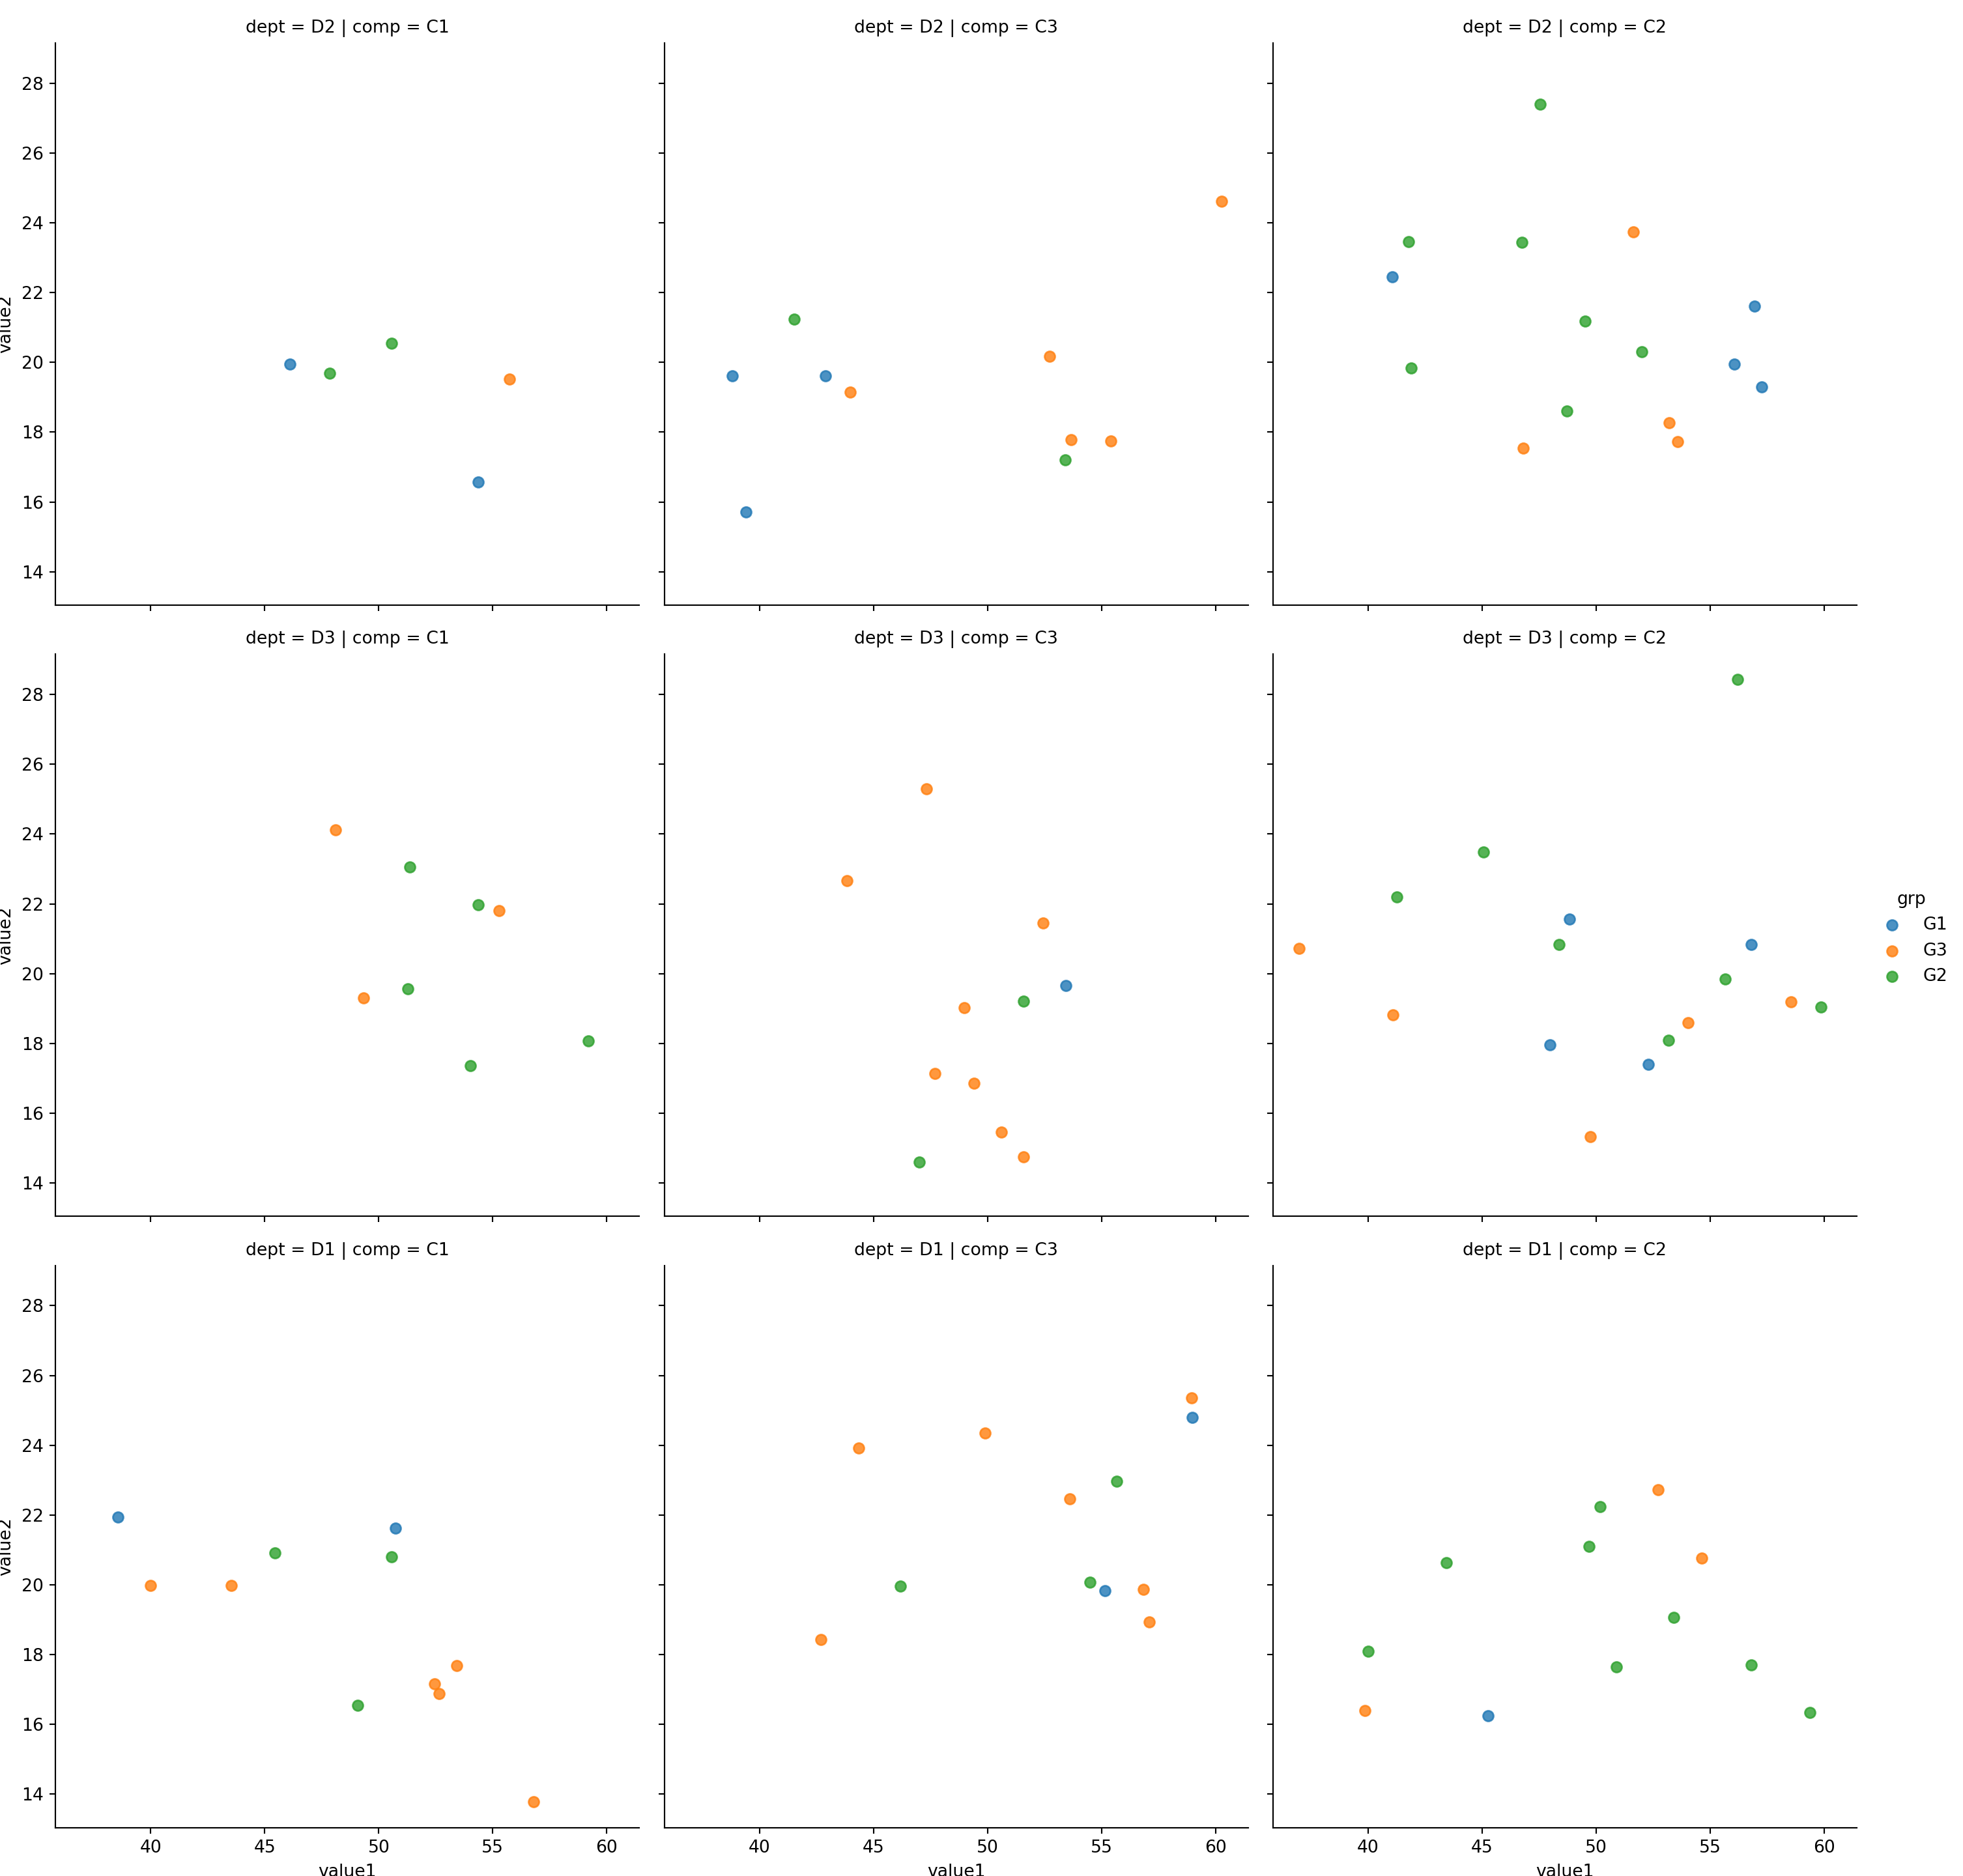 dept = D2 | comp = C1
dept = D2 | comp = C3
dept = D2 | comp = C2
28
26
24
22
20
18
16
14
value2
dept = D3 | comp = C1
dept = D3 | comp = C3
dept = D3 | comp = C2
28
26
24
22
20
18
16
14
value2
grp
G1
G3
G2
dept = D1 | comp = C1
dept = D1 | comp = C3
dept = D1 | comp = C2
28
26
24
22
20
18
16
14
value2
40 45 50 55 60
40 45 50 55 60
40 45 50 55 60
value1
value1
value1